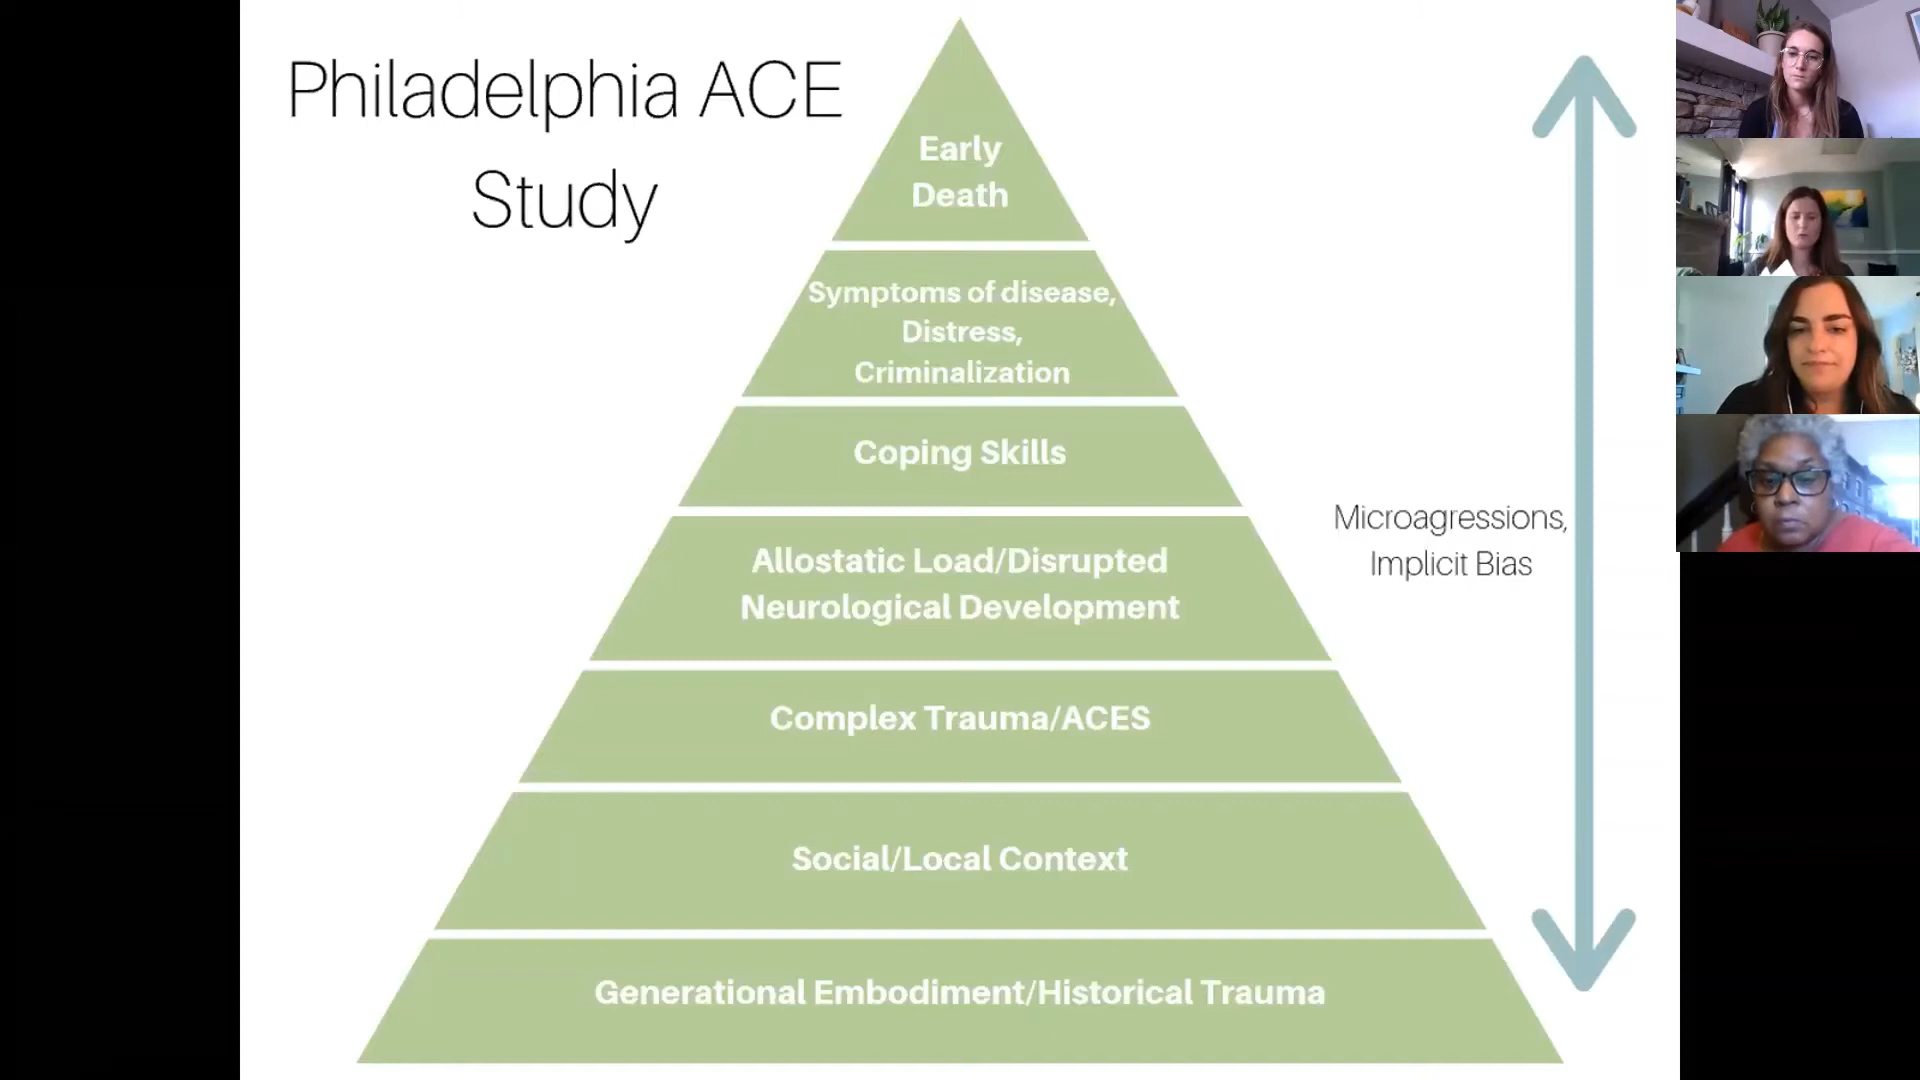 Philadelphia ACE
Study
Early
Death
Symptoms of disease,
Distress,
Criminalization
Coping Skills
Allostatic Load/Disrupted
Neurological Development
Complex Trauma/ACES
Social/Local Context
Generational Embodiment/Historical Trauma
Microagressions,
Implicit Bias